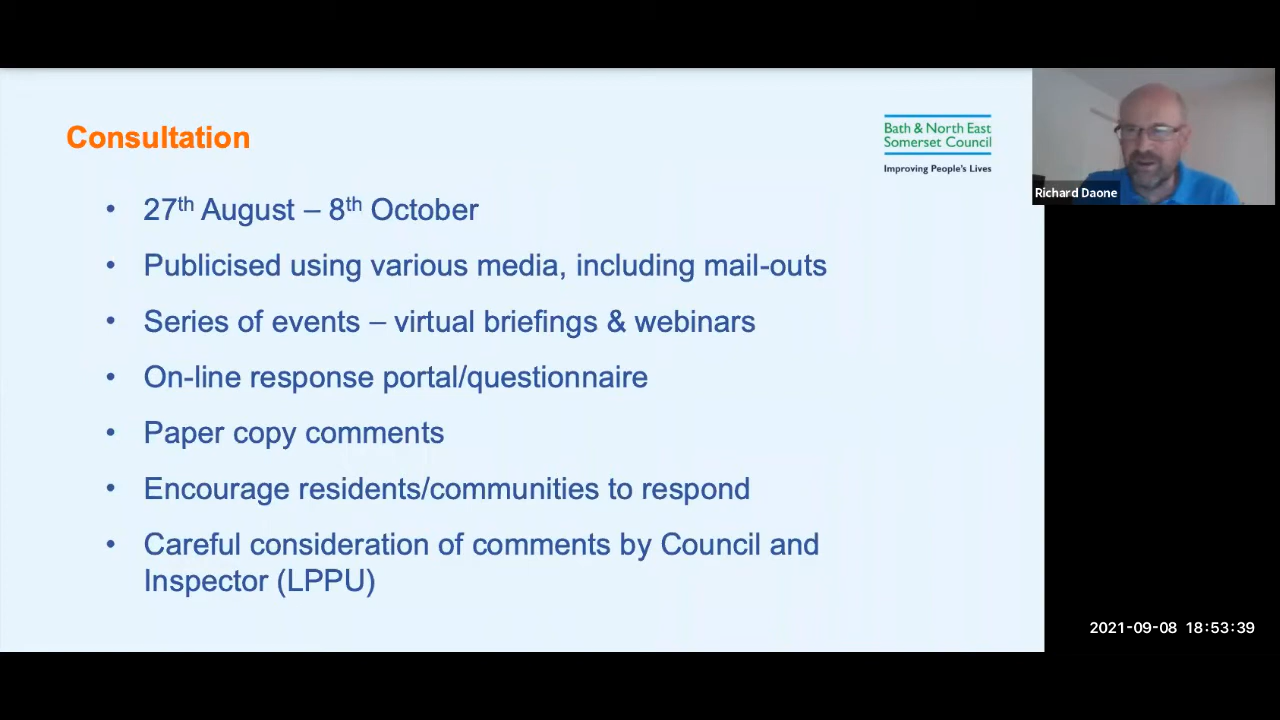 Consultation
Bath & North East
Somerset Council
Improving People's Lives
Richard Daone
• 27th August – 8th October
• Publicised using various media, including mail-outs
• Series of events – virtual briefings & webinars
• On-line response portal/questionnaire
• Paper copy comments
• Encourage residents/communities to respond
• Careful consideration of comments by Council and
Inspector (LPPU)
2021-09-08 18:53:39